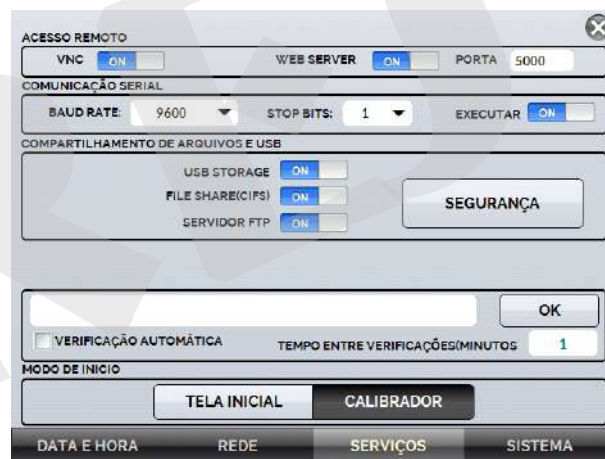 ACESSO REMOTO
VNC ON WEB SERVER ON PORTA 5000
COMUNICAÇÃO SERIAL
BAUD RATE: 9600 STOP BITS: 1 EXECUTAR ON
COMPARTILHAMENTO DE ARQUIVOS E USB
USB STORAGE ON
FILE SHARE(CIFS) ON
SEGURANÇA
SERVIDOR FTP ON
OK
VERIFICAÇÃO AUTOMÁTICA TEMPO ENTRE VERIFICAÇÕES(MINUTOS 1
MODO DE INICIO
TELA INICIAL CALIBRADOR
DATA E HORA REDE SERVIÇOS SISTEMA